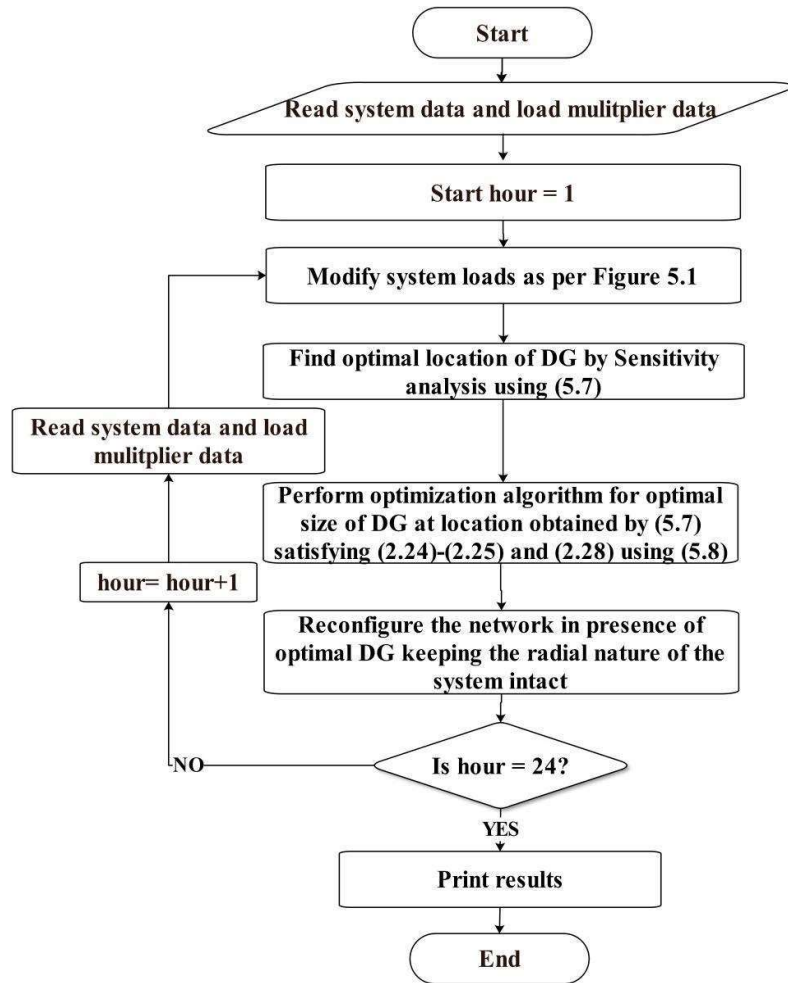 Start
Read system data and load mulitplier data
Start hour = 1
Modify system loads as per Figure 5.1
Find optimal location of DG by Sensitivity
analysis using (5.7)
Read system data and load
mulitplier data
Perform optimization algorithm for optimal
size of DG at location obtained by (5.7)
satisfying (2.24)-(2.25) and (2.28) using (5.8)
hour= hour+1
Reconfigure the network in presence of
optimal DG keeping the radial nature of the
system intact
Is hour = 24?
NO
YES
Print results
End